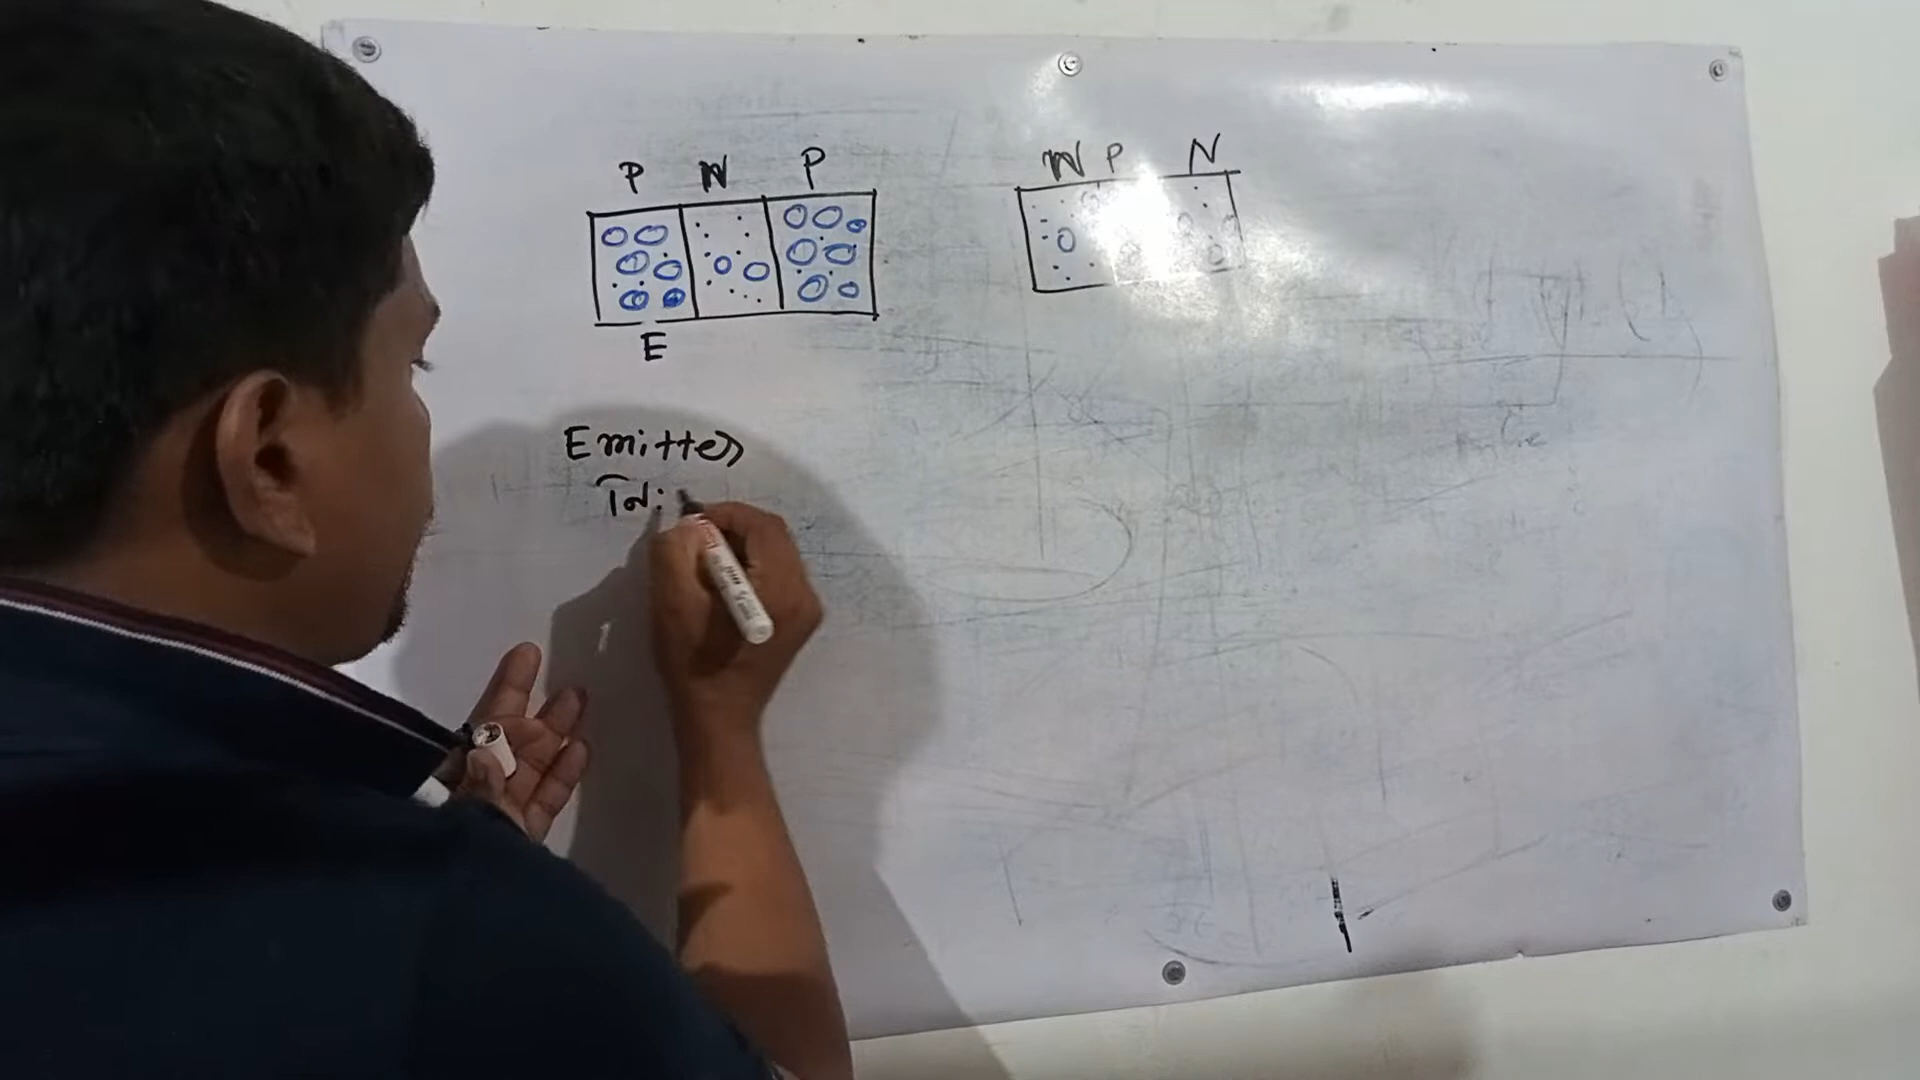 P N P
N P N
E
Emitter
নিঃ